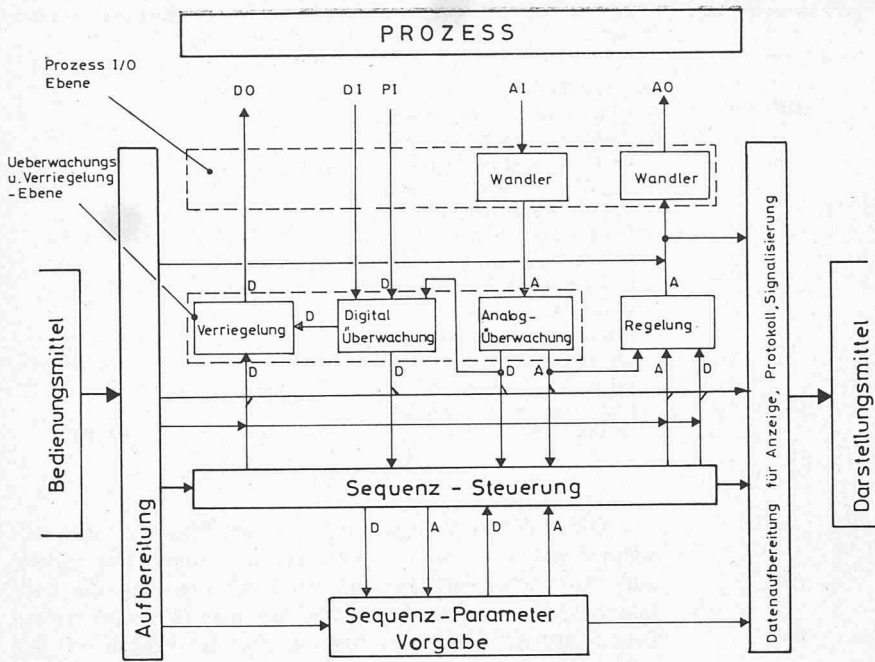 PROZESS
Prozess I/O
Ebene
DO
DI
PI
AI
AO
Ueberwachungs
u. Verriegelung
-Ebene
Wandler
Wandler
D
D
A
A
Verriegelung
D
Digital
Überwachung
Analog-
Überwachung
Regelung
D
D
D
A
A
D
Bedienungsmittel
Aufbereitung
Sequenz - Steuerung
D
A
D
A
Sequenz-Parameter
Vorgabe
Datenaufbereitung für Anzeige, Protokoll, Signalisierung
Darstellungsmittel